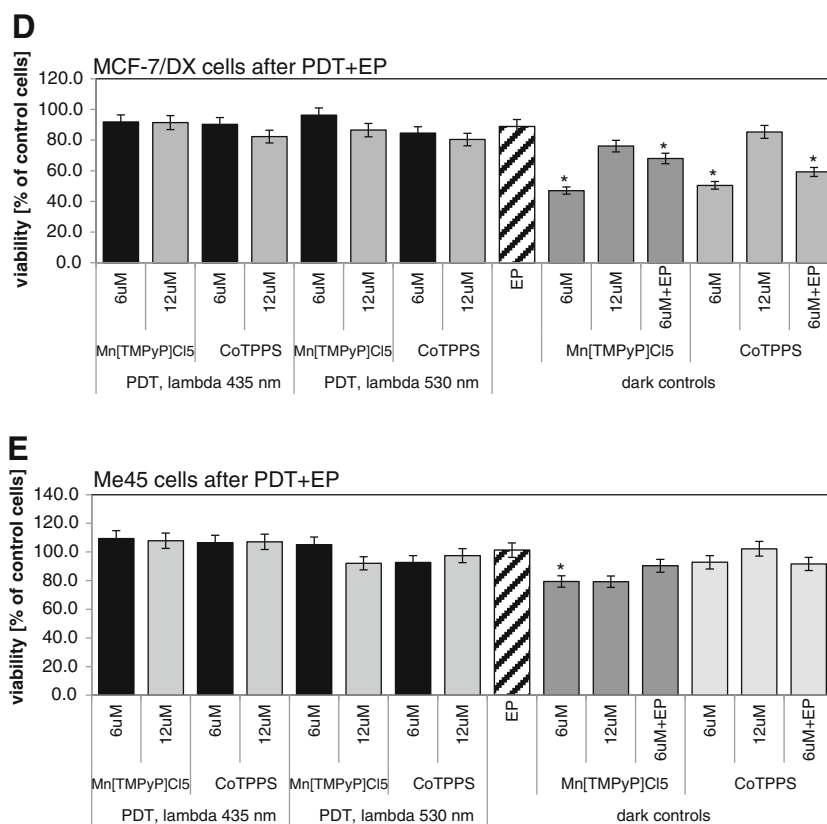 D
MCF-7/DX cells after PDT+EP
viability [% of control cells]
120.0
100.0
80.0
60.0
40.0
20.0
0.0
* * * *
6uM 12uM 6uM 12uM 6uM 12uM 6uM 12uM EP 6uM 12uM 6uM+EP 6uM 12uM 6uM+EP
Mn[TMPyP]Cl5 CoTPPS Mn[TMPyP]Cl5 CoTPPS Mn[TMPyP]Cl5 CoTPPS
PDT, lambda 435 nm PDT, lambda 530 nm dark controls
E
Me45 cells after PDT+EP
viability [% of control cells]
140.0
120.0
100.0
80.0
60.0
40.0
20.0
0.0
*
6uM 12uM 6uM 12uM 6uM 12uM 6uM 12uM EP 6uM 12uM 6uM+EP 6uM 12uM 6uM+EP
Mn[TMPyP]Cl5 CoTPPS Mn[TMPyP]Cl5 CoTPPS Mn[TMPyP]Cl5 CoTPPS
PDT, lambda 435 nm PDT, lambda 530 nm dark controls